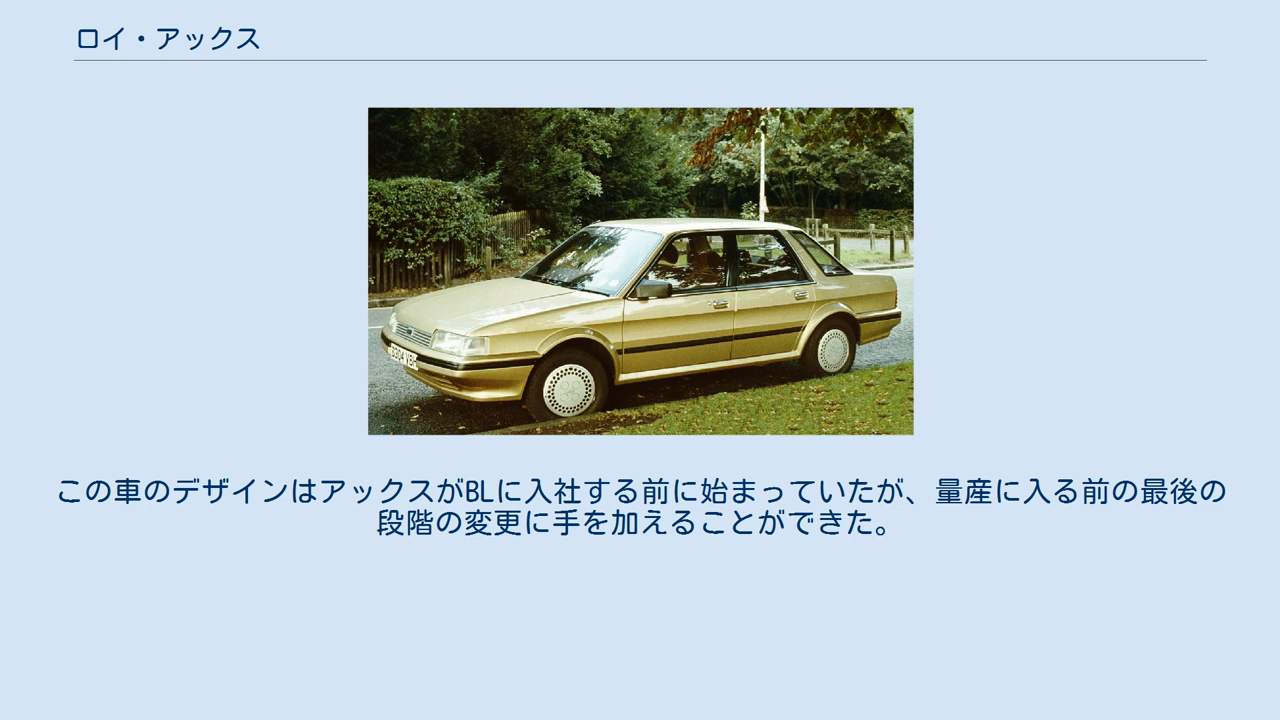 ロイ・アックス
この車のデザインはアックスがBLに入社する前に始まっていたが、量産に入る前の最後の
段階の変更に手を加えることができた。